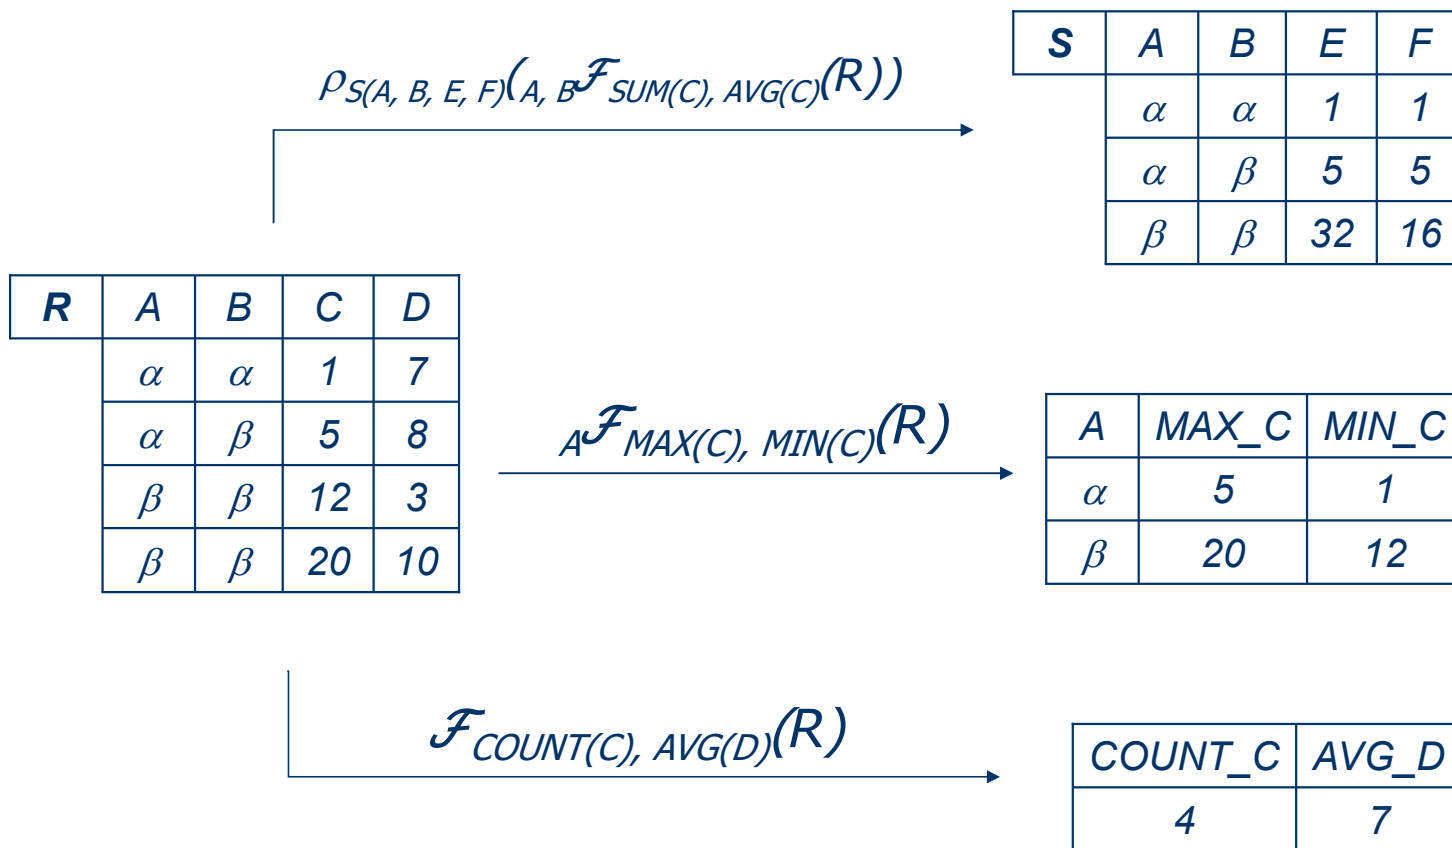 ρS(A, B, E, F)(A, BℱSUM(C), AVG(C)(R))
S A B E F
α α 1 1
α β 5 5
β β 32 16
R A B C D
α α 1 7
α β 5 8
β β 12 3
β β 20 10
AℱMAX(C), MIN(C)(R)
A MAX_C MIN_C
α 5 1
β 20 12
ℱCOUNT(C), AVG(D)(R)
COUNT_C AVG_D
4 7